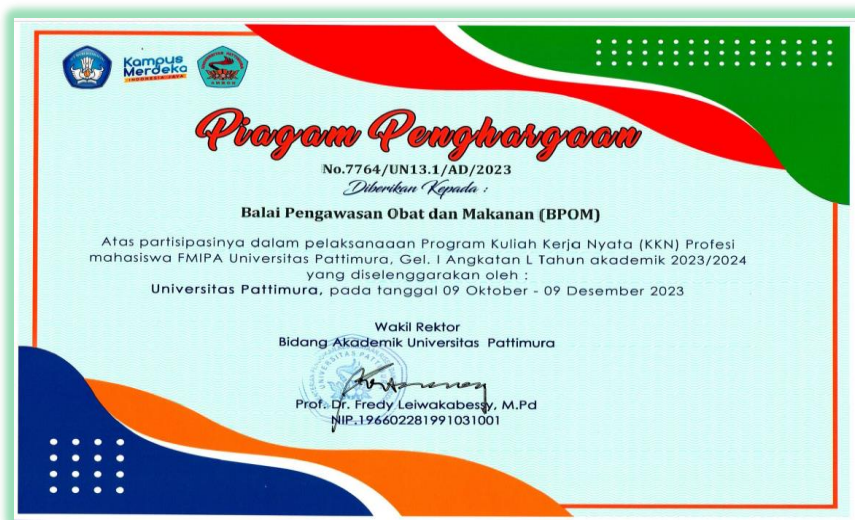 Kampus
Merdeka
INDONESIA JAYA
Piagam Penghargaan
No.7764/UN13.1/AD/2023
Diberikan Kepada :
Balai Pengawasan Obat dan Makanan (BPOM)
Atas partisipasinya dalam pelaksanaaan Program Kuliah Kerja Nyata (KKN) Profesi
mahasiswa FMIPA Universitas Pattimura, Gel. I Angkatan L Tahun akademik 2023/2024
yang diselenggarakan oleh :
Universitas Pattimura, pada tanggal 09 Oktober - 09 Desember 2023
Wakil Rektor
Bidang Akademik Universitas Pattimura
Prof. Dr. Fredy Leiwakabessy, M.Pd
NIP.196602281991031001